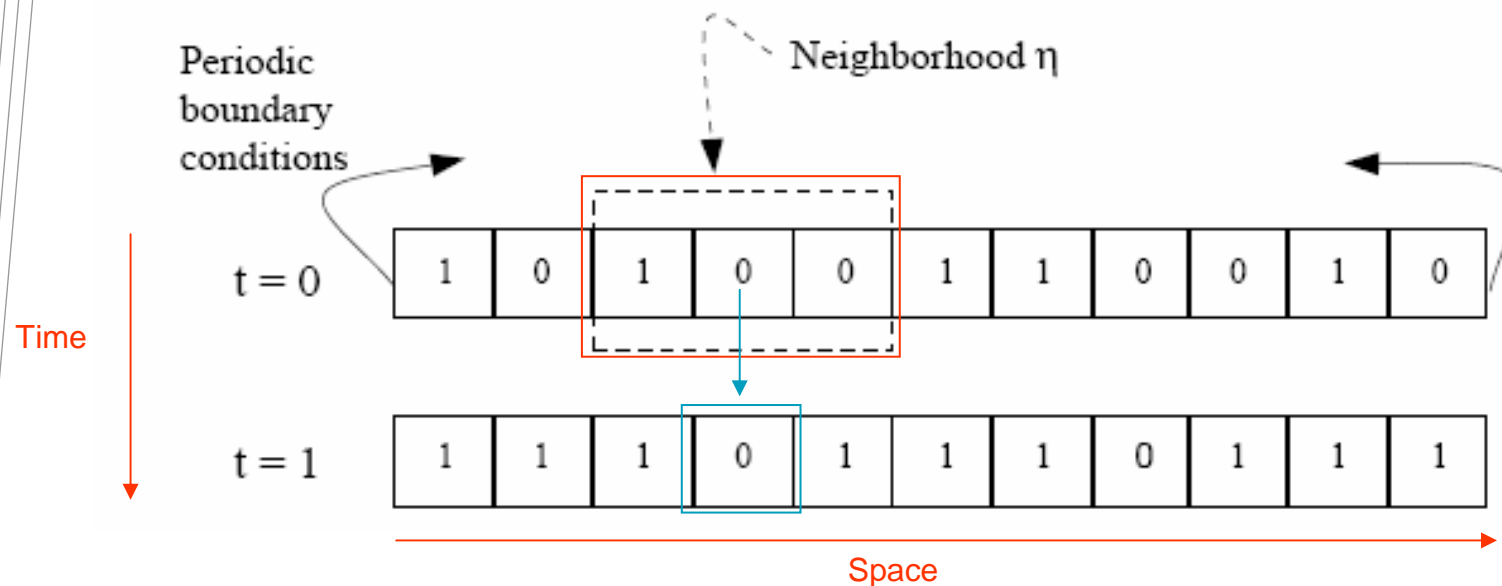 Periodic
boundary
conditions
Neighborhood η
t = 0 1 0 1 0 0 1 1 0 0 1 0
Time
t = 1 1 1 1 0 1 1 1 0 1 1 1
Space